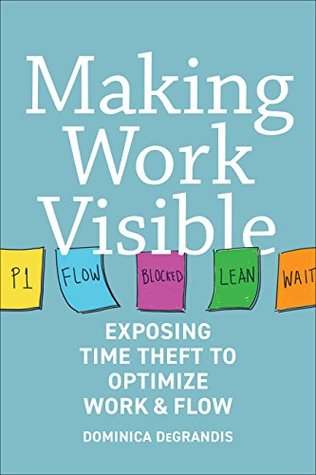 Making
Work
Visible
P1 FLOW BLOCKED LEAN WAIT
EXPOSING
TIME THEFT TO
OPTIMIZE
WORK & FLOW
DOMINICA DEGRANDIS